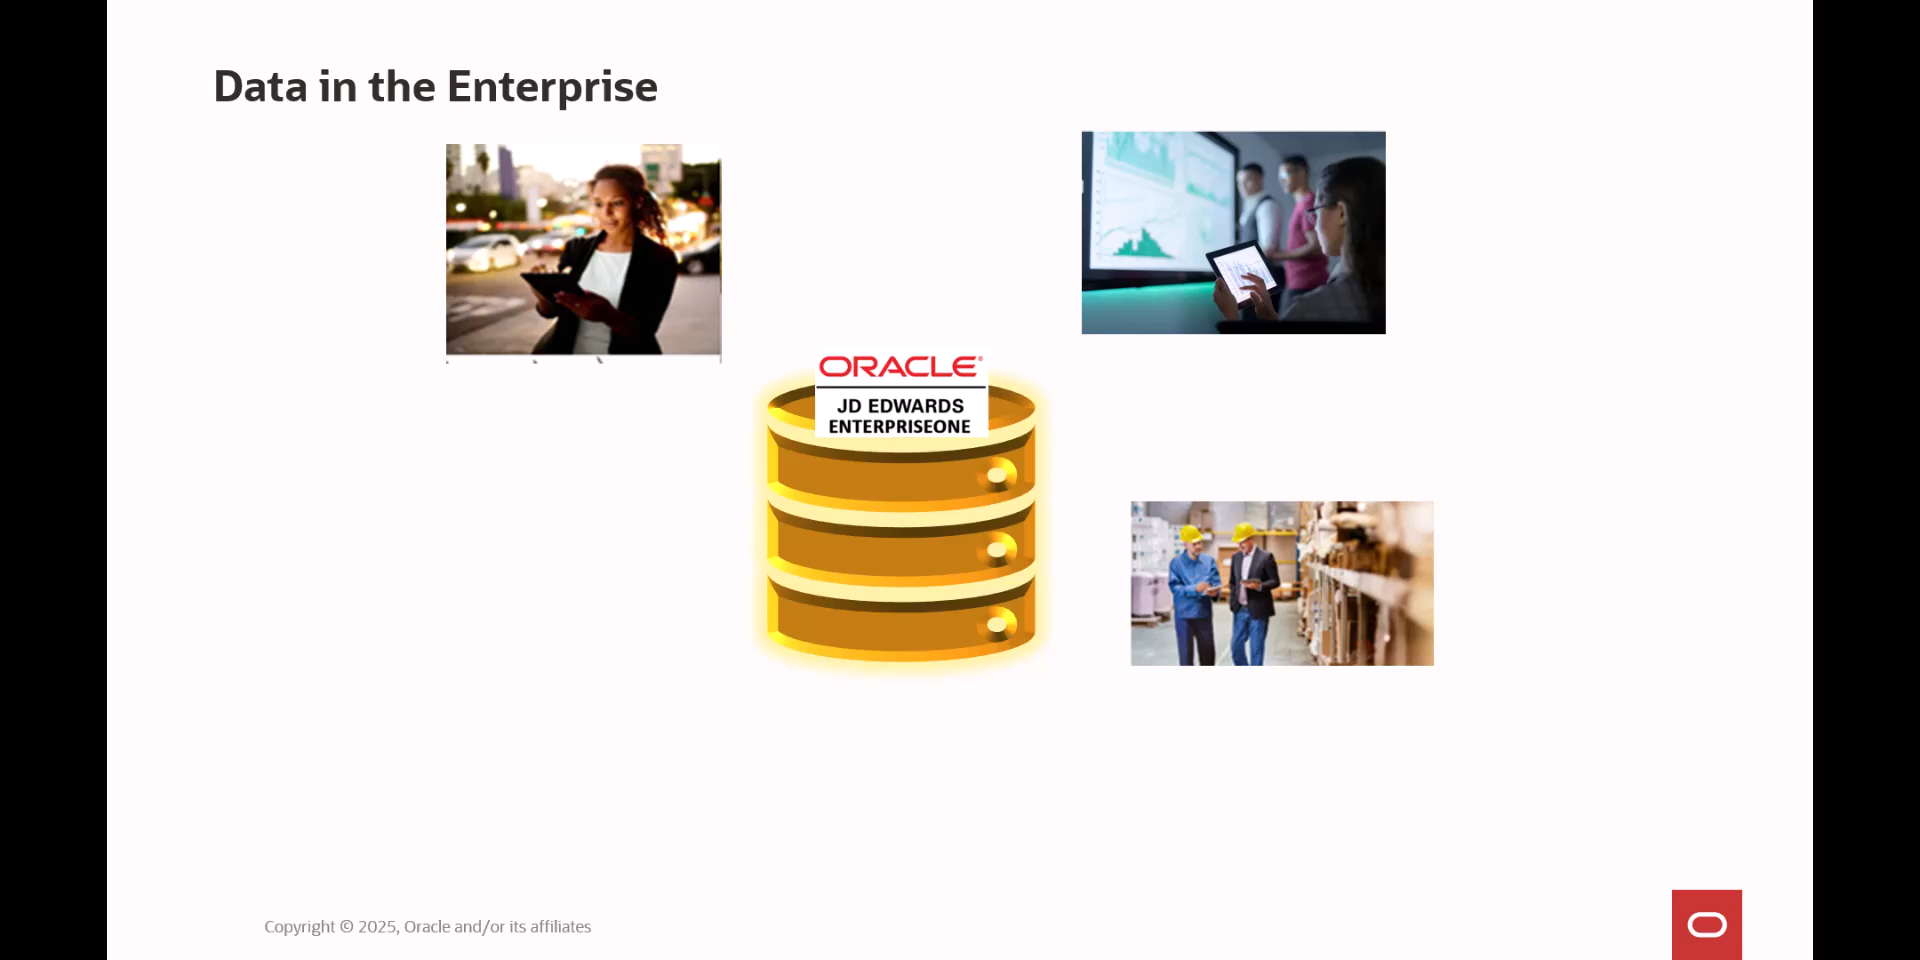 Data in the Enterprise
ORACLE®
JD EDWARDS
ENTERPRISEONE
Copyright © 2025, Oracle and/or its affiliates